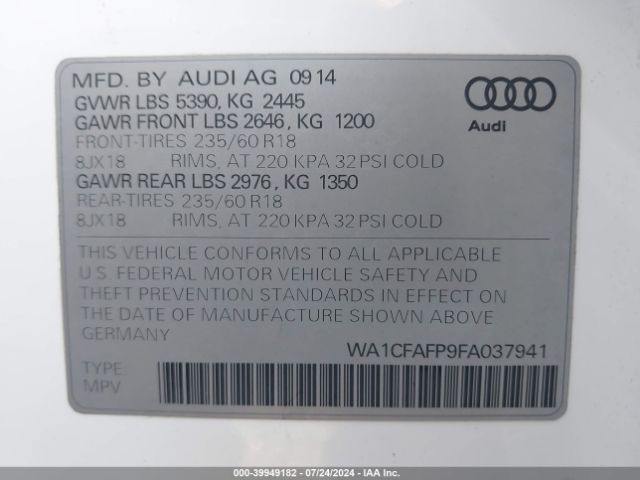 MFD. BY AUDI AG 0914
GVWR LBS 5390, KG 2445
GAWR FRONT LBS 2646, KG 1200
FRONT-TIRES 235/60 R18
8JX18 RIMS, AT 220 KPA 32 PSI COLD
GAWR REAR LBS 2976, KG 1350
REAR-TIRES 235/60 R18
8JX18 RIMS, AT 220 KPA 32 PSI COLD
Audi
THIS VEHICLE CONFORMS TO ALL APPLICABLE
U.S. FEDERAL MOTOR VEHICLE SAFETY AND
THEFT PREVENTION STANDARDS IN EFFECT ON
THE DATE OF MANUFACTURE SHOWN ABOVE
GERMANY
WA1CFAFP9FA037941
TYPE
MPV
000-39949182 - 07/24/2024 - IAA Inc.